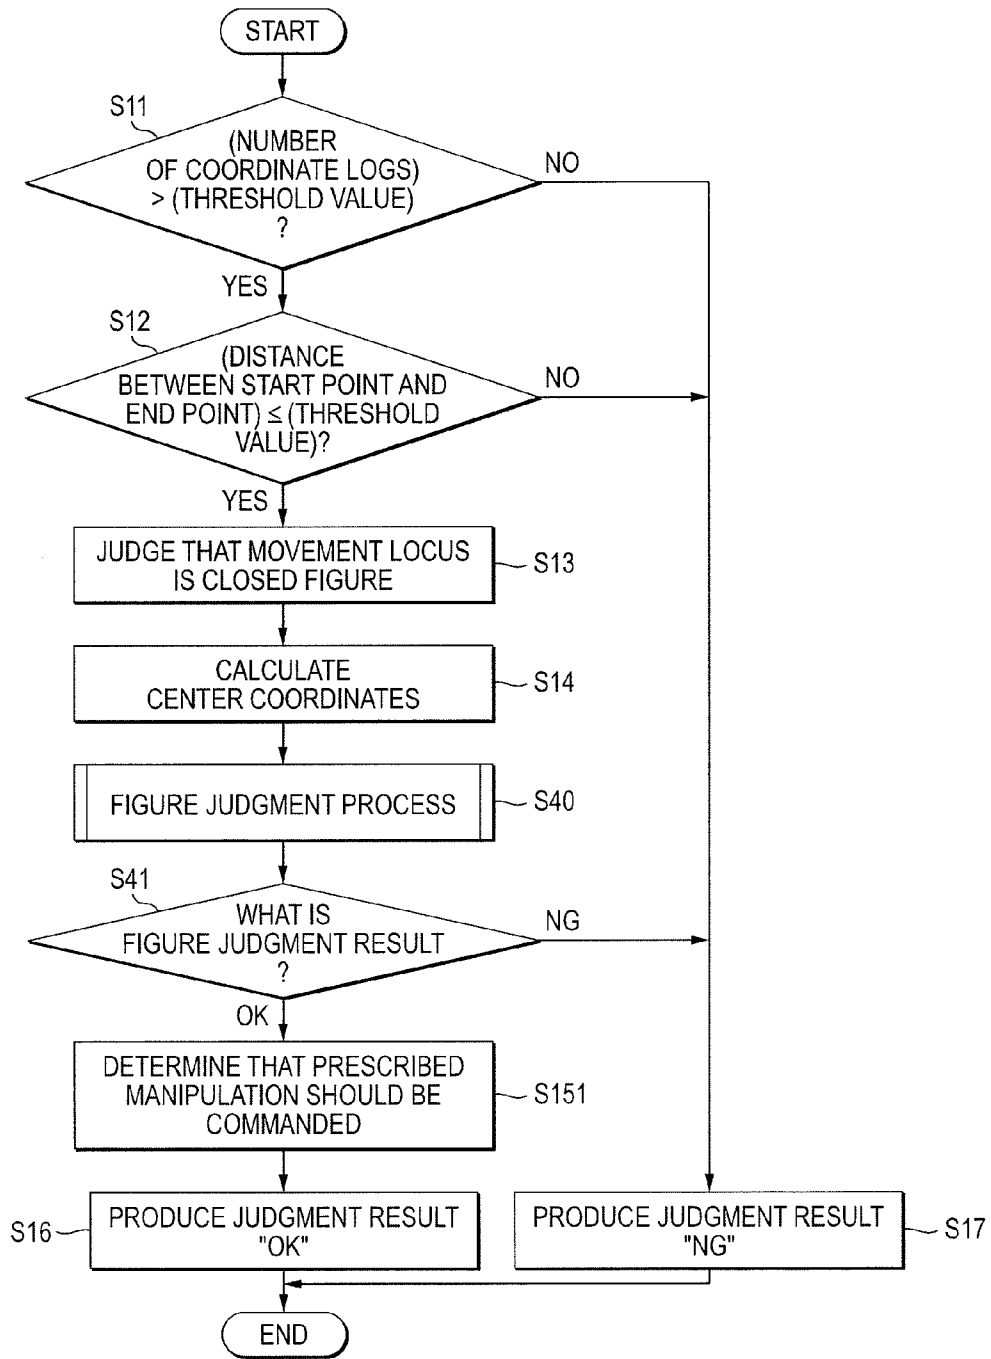 START
S11
(NUMBER
OF COORDINATE LOGS)
> (THRESHOLD VALUE)
?
NO
YES
S12
(DISTANCE
BETWEEN START POINT AND
END POINT) ≤ (THRESHOLD
VALUE)?
NO
YES
JUDGE THAT MOVEMENT LOCUS
IS CLOSED FIGURE
S13
CALCULATE
CENTER COORDINATES
S14
FIGURE JUDGMENT PROCESS
S40
S41
WHAT IS
FIGURE JUDGMENT RESULT
?
NG
OK
DETERMINE THAT PRESCRIBED
MANIPULATION SHOULD BE
COMMANDED
S151
S16
PRODUCE JUDGMENT RESULT
"OK"
PRODUCE JUDGMENT RESULT
"NG"
S17
END